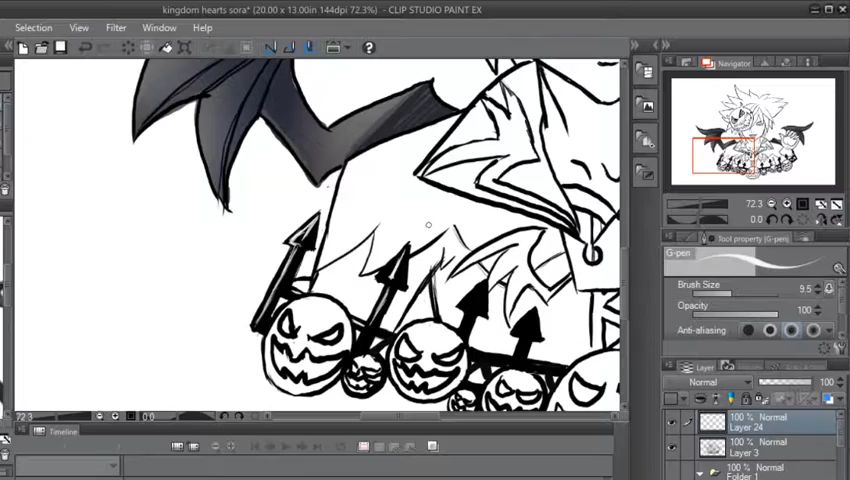 kingdom hearts sora* (20.00 x 13.00in 144dpi 72.3%) - CLIP STUDIO PAINT EX
Selection View Filter Window Help
Navigator
72.3
0.0
Tool property (G-pen)
G-pen
Brush Size 9.5
Opacity 100
Anti-aliasing
Layer
Normal 100
100 % Normal
Layer 24
100 % Normal
Layer 3
100 % Normal
Folder 1
72.3 0.0
Timeline